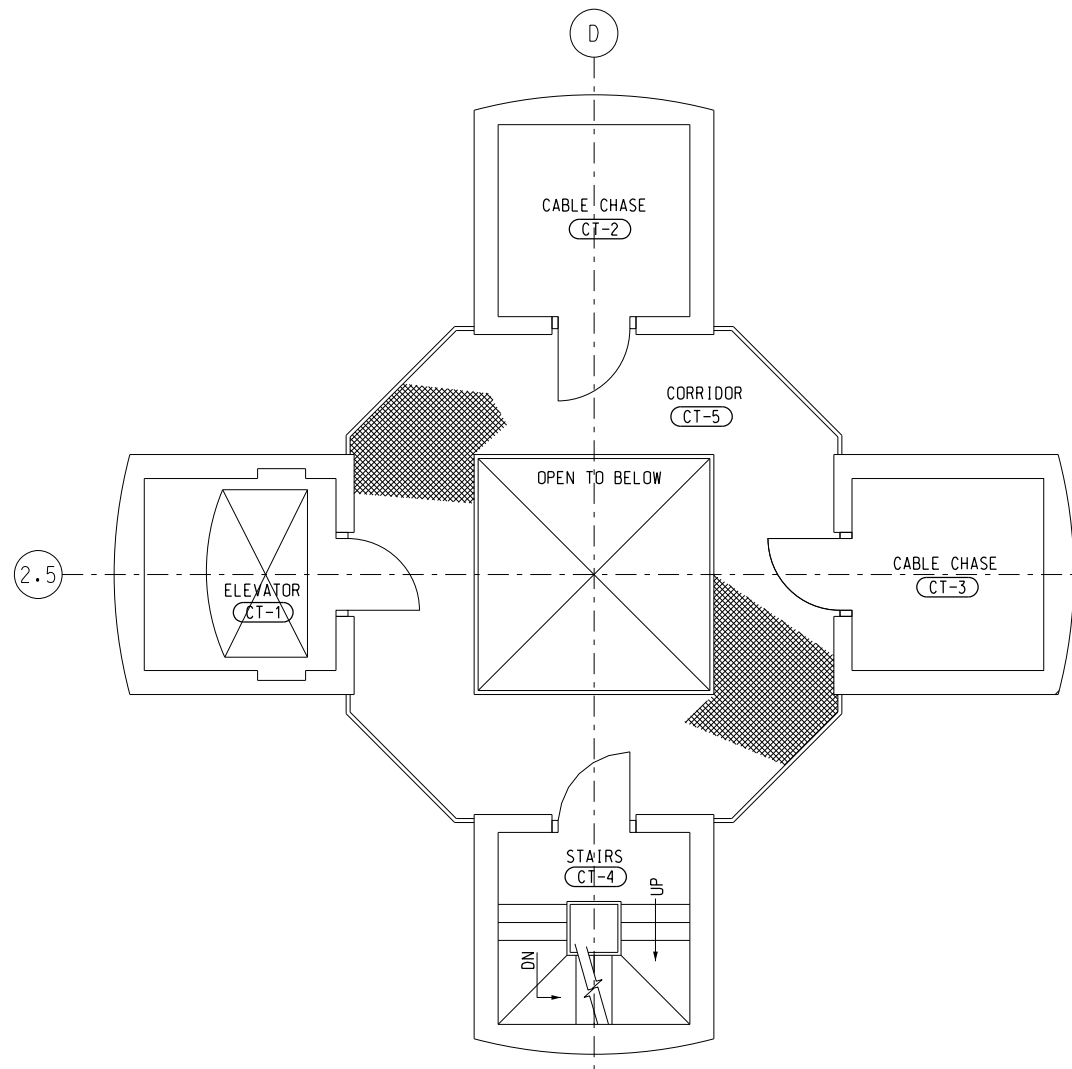 D
CABLE CHASE
CT-2
CORRIDOR
CT-5
OPEN TO BELOW
2.5
ELEVATOR
CT-1
CABLE CHASE
CT-3
STAIRS
CT-4
UP
DN